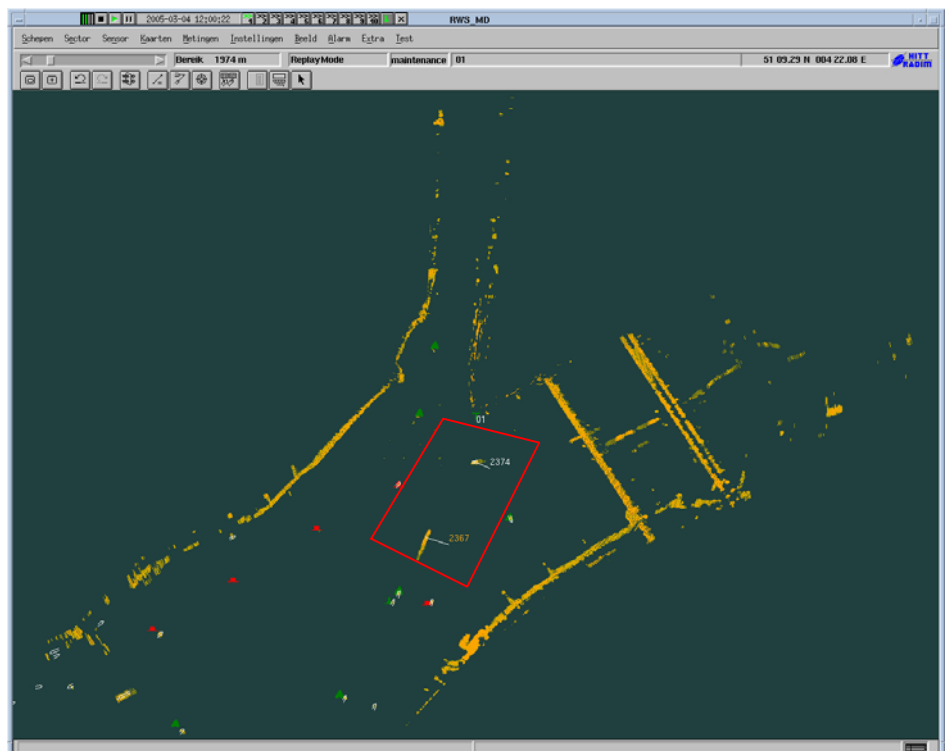 2005-03-04 12:00:22
RWS_MD
Schepen Sector Sensor Kaarten Metingen Instellingen Beeld Alarm Extra Test
Bereik 1974 m ReplayMode maintenance 01 51 09.29 N 004 22.08 E HITT RADIM
01
2374
2367